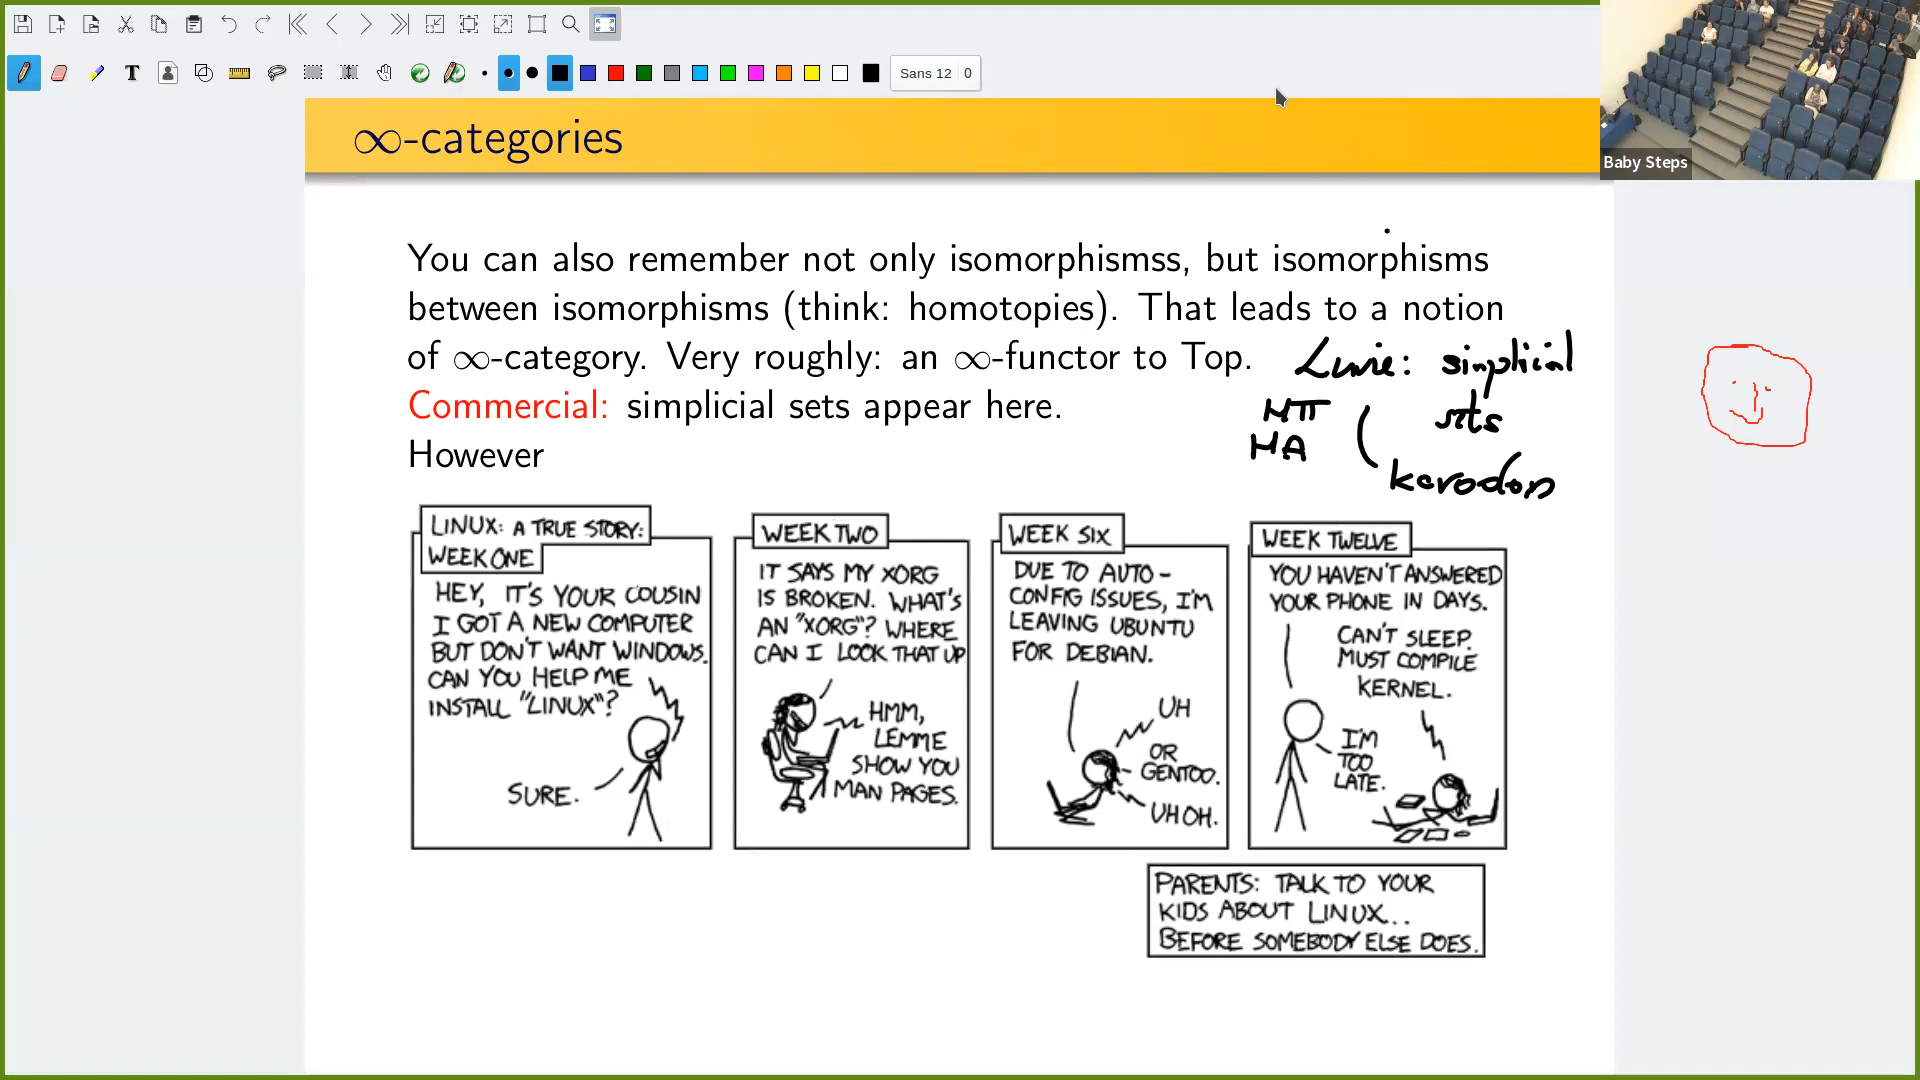 Sans 12 0
Baby Steps
∞-categories
You can also remember not only isomorphismss, but isomorphisms
between isomorphisms (think: homotopies). That leads to a notion
of ∞-category. Very roughly: an ∞-functor to Top.
Lurie: simplicial
sets
Commercial: simplicial sets appear here.
HTT
HA
However
kerodon
LINUX: A TRUE STORY:
WEEK ONE
HEY, IT'S YOUR COUSIN
I GOT A NEW COMPUTER
BUT DON'T WANT WINDOWS.
CAN YOU HELP ME
INSTALL "LINUX"?
SURE.
WEEK TWO
IT SAYS MY XORG
IS BROKEN. WHAT'S
AN "XORG"? WHERE
CAN I LOOK THAT UP
HMM,
LEMME
SHOW YOU
MAN PAGES.
WEEK SIX
DUE TO AUTO-
CONFIG ISSUES, I'M
LEAVING UBUNTU
FOR DEBIAN.
UH
OR
GENTOO.
UH OH.
WEEK TWELVE
YOU HAVEN'T ANSWERED
YOUR PHONE IN DAYS.
CAN'T SLEEP.
MUST COMPILE
KERNEL.
I'M
TOO
LATE.
PARENTS: TALK TO YOUR
KIDS ABOUT LINUX...
BEFORE SOMEBODY ELSE DOES.